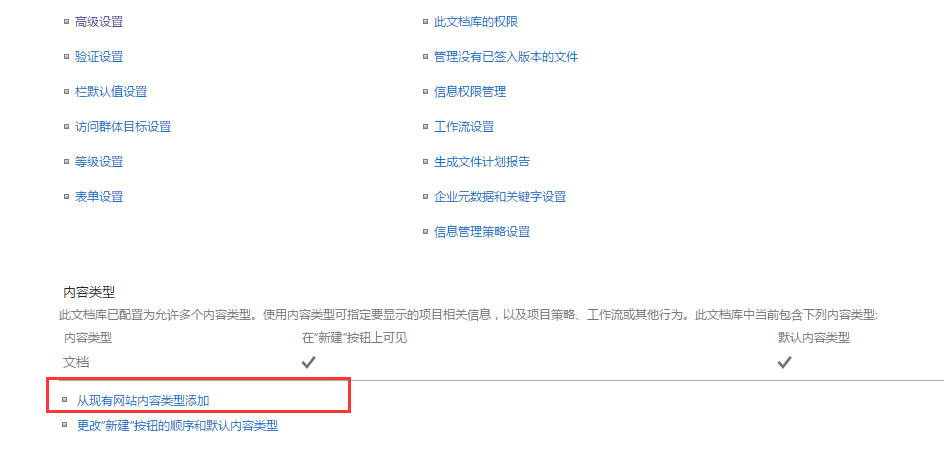 高级设置 此文档库的权限
验证设置 管理没有已签入版本的文件
栏默认值设置 信息权限管理
访问群体目标设置 工作流设置
等级设置 生成文件计划报告
表单设置 企业元数据和关键字设置
信息管理策略设置
内容类型
此文档库已配置为允许多个内容类型。使用内容类型可指定要显示的项目相关信息，以及项目策略、工作流或其他行为。此文档库中当前包含下列内容类型:
内容类型 在“新建”按钮上可见 默认内容类型
文档
从现有网站内容类型添加
更改“新建”按钮的顺序和默认内容类型